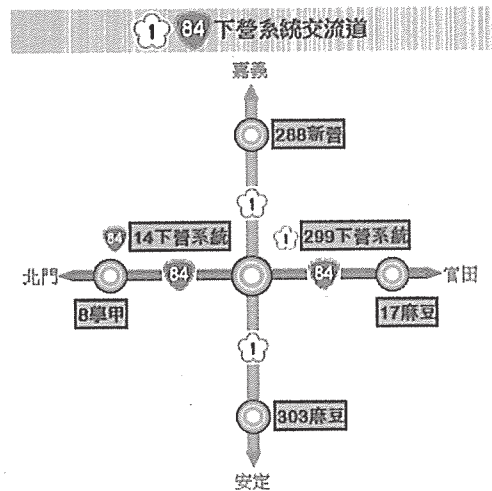 1 84 下營系統交流道
嘉義
288新營
1
84 14下營系統
1 299下營系統
北門
84
84
官田
8學甲
17麻豆
1
303麻豆
安定